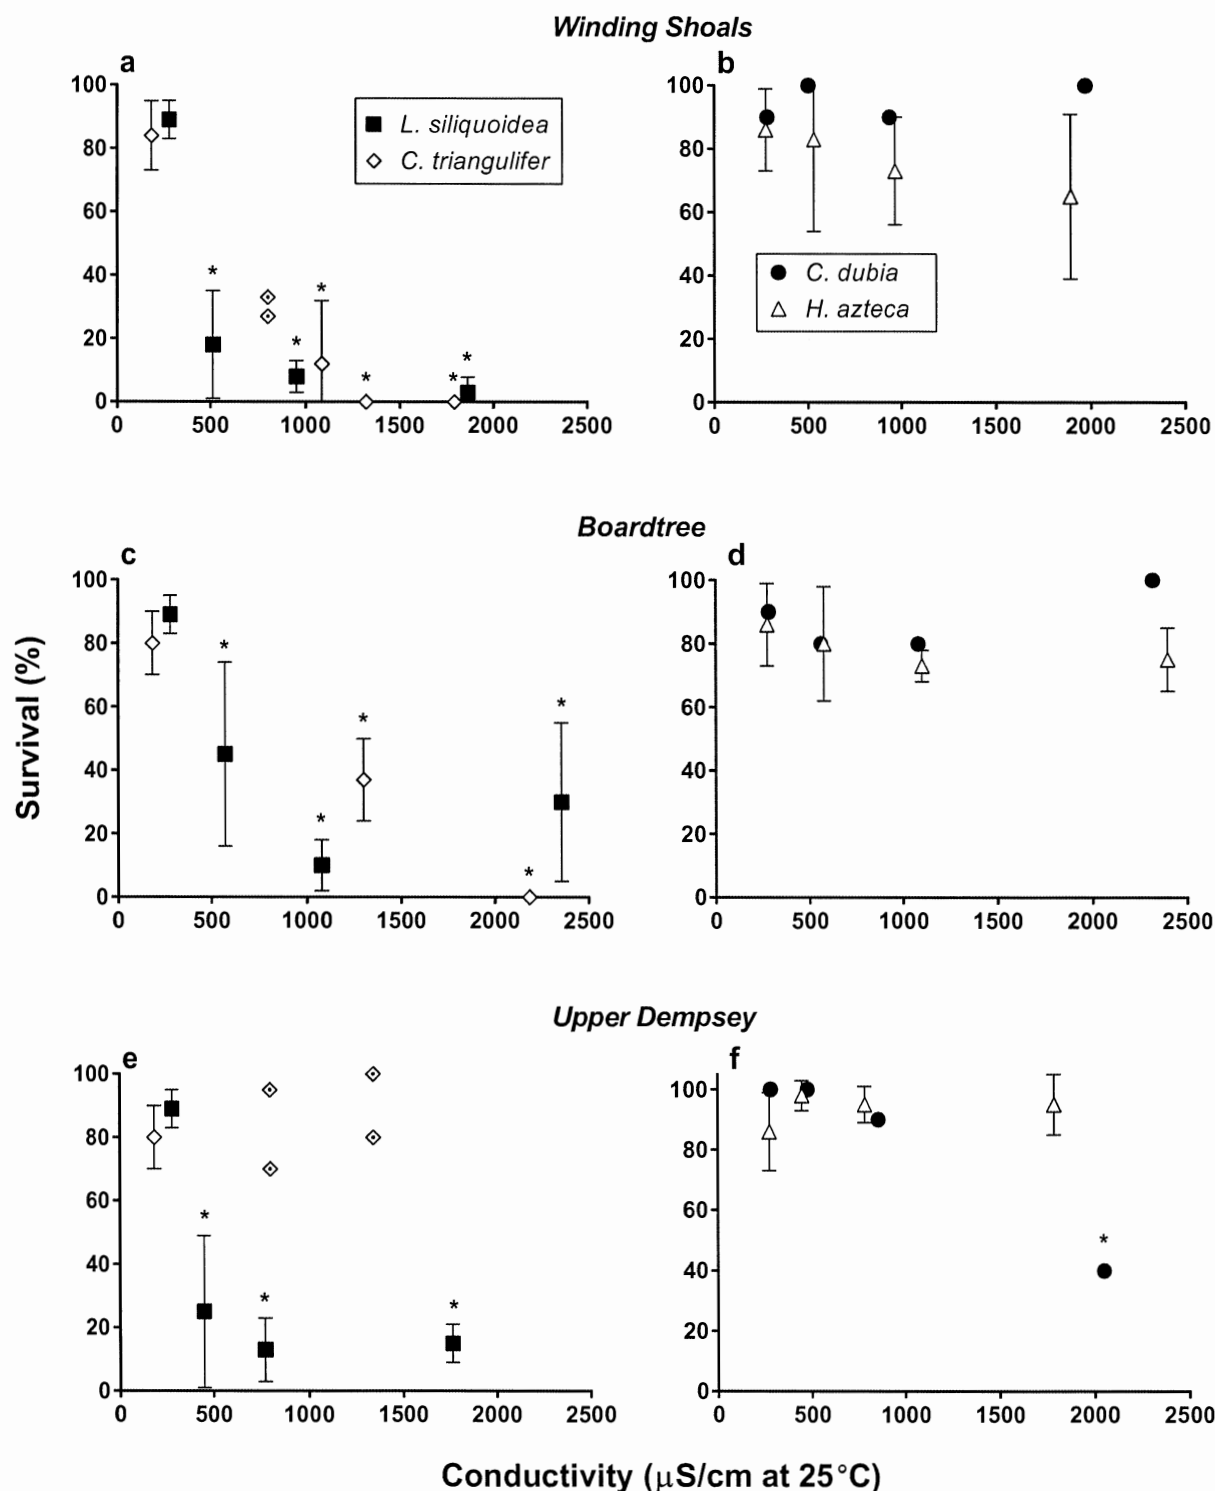 Winding Shoals
a
100
80
60
40
20
0
0 500 1000 1500 2000 2500
L. siliquoidea
C. triangulifer
* * * * * *
b
100
80
60
40
20
0
0 500 1000 1500 2000 2500
C. dubia
H. azteca
Boardtree
c
100
80
60
40
20
0
0 500 1000 1500 2000 2500
* * * * *
d
100
80
60
40
20
0
0 500 1000 1500 2000 2500
Survival (%)
Upper Dempsey
e
100
80
60
40
20
0
0 500 1000 1500 2000 2500
* * *
f
100
80
60
40
20
0
0 500 1000 1500 2000 2500
*
Conductivity (μS/cm at 25°C)